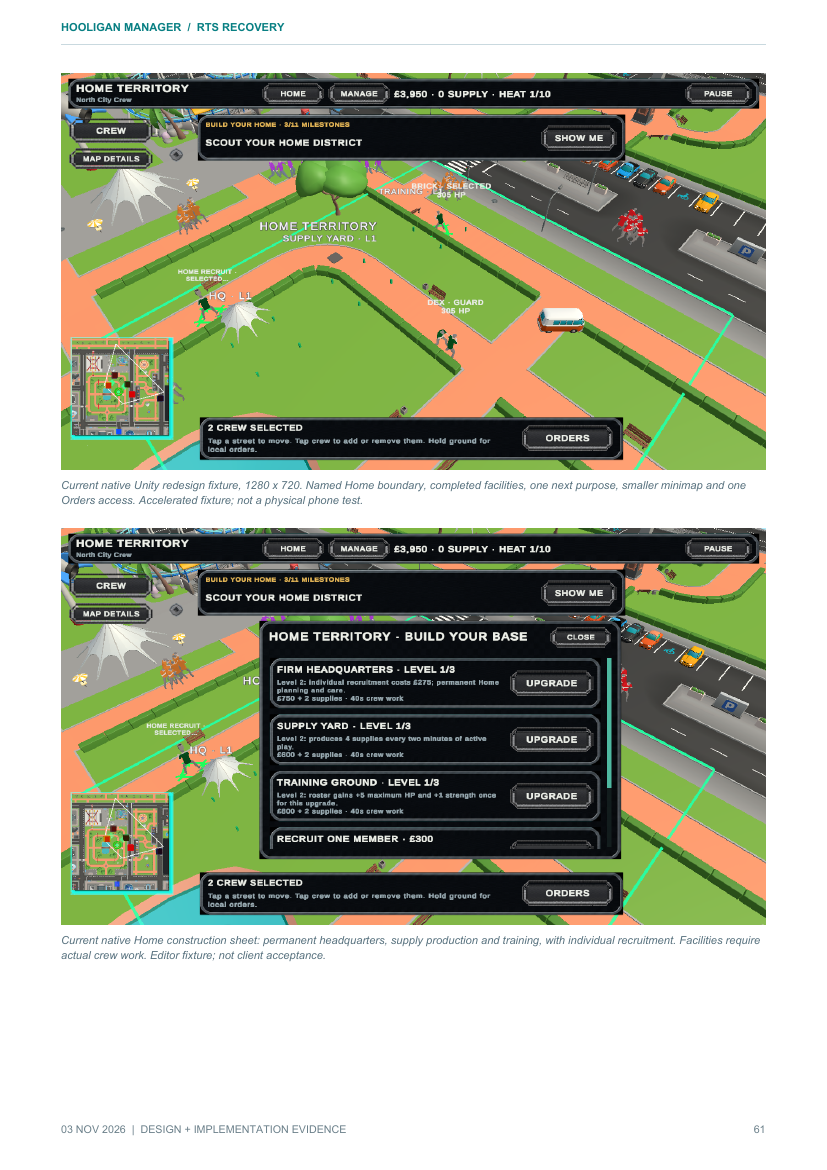 HOOLIGAN MANAGER / RTS RECOVERY
HOME TERRITORY
North City Crew
HOME
MANAGE
£3,950 · 0 SUPPLY · HEAT 1/10
PAUSE
CREW
MAP DETAILS
BUILD YOUR HOME · 3/11 MILESTONES
SCOUT YOUR HOME DISTRICT
SHOW ME
TRAINING
BRICK · SELECTED
305 HP
HOME TERRITORY
SUPPLY YARD · L1
HOME RECRUIT ·
SELECTED...
HQ · L1
DEX · GUARD
365 HP
2 CREW SELECTED
Tap a street to move. Tap crew to add or remove them. Hold ground for
local orders.
ORDERS
Current native Unity redesign fixture, 1280 x 720. Named Home boundary, completed facilities, one next purpose, smaller minimap and one
Orders access. Accelerated fixture; not a physical phone test.
HOME TERRITORY
North City Crew
HOME
MANAGE
£3,950 · 0 SUPPLY · HEAT 1/10
PAUSE
CREW
MAP DETAILS
BUILD YOUR HOME · 3/11 MILESTONES
SCOUT YOUR HOME DISTRICT
SHOW ME
HOME TERRITORY - BUILD YOUR BASE
CLOSE
FIRM HEADQUARTERS · LEVEL 1/3
Level 2: Individual recruitment costs £275; permanent Home
planning and care.
£750 + 2 supplies · 40s crew work
UPGRADE
SUPPLY YARD · LEVEL 1/3
Level 2: produces 4 supplies every two minutes of active
play.
£600 + 2 supplies · 40s crew work
UPGRADE
TRAINING GROUND · LEVEL 1/3
Level 2: roster gains +5 maximum HP and +1 strength once
for this upgrade.
£800 + 2 supplies · 40s crew work
UPGRADE
RECRUIT ONE MEMBER · £300
HO
HOME RECRUIT
SELECTED...
HQ · L1
2 CREW SELECTED
Tap a street to move. Tap crew to add or remove them. Hold ground for
local orders.
ORDERS
Current native Home construction sheet: permanent headquarters, supply production and training, with individual recruitment. Facilities require
actual crew work. Editor fixture; not client acceptance.
03 NOV 2026 | DESIGN + IMPLEMENTATION EVIDENCE
61